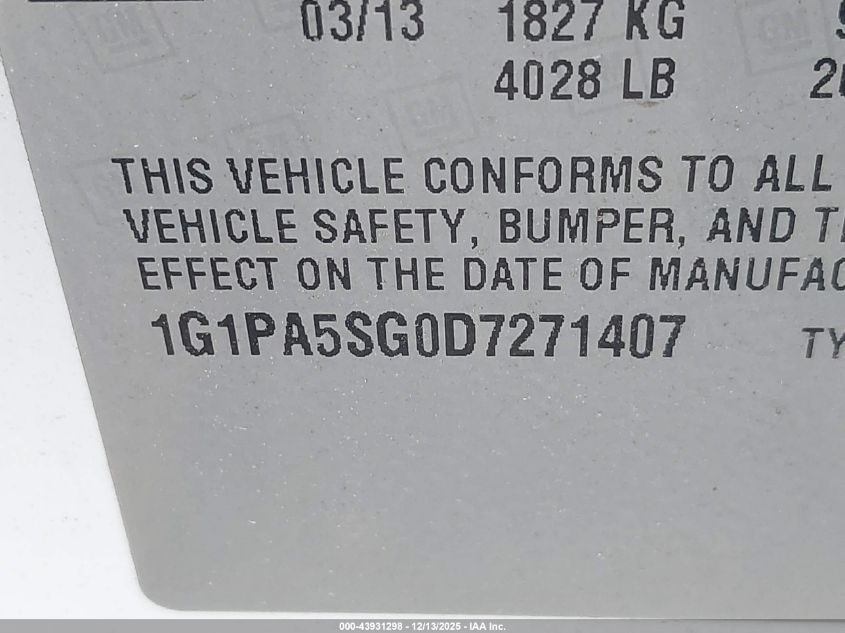 03/13 1827 KG
4028 LB
THIS VEHICLE CONFORMS TO ALL
VEHICLE SAFETY, BUMPER, AND
EFFECT ON THE DATE OF
1G1PA5SG0D7271407
GM
000-43931298 - 12/13/2025 - IAA Inc.